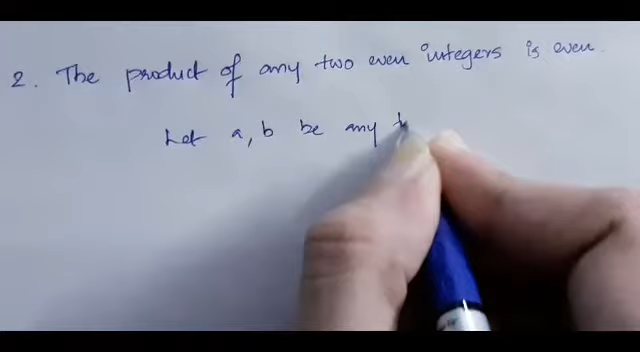 2. The product of any two even integers is even.
Let a, b be any t